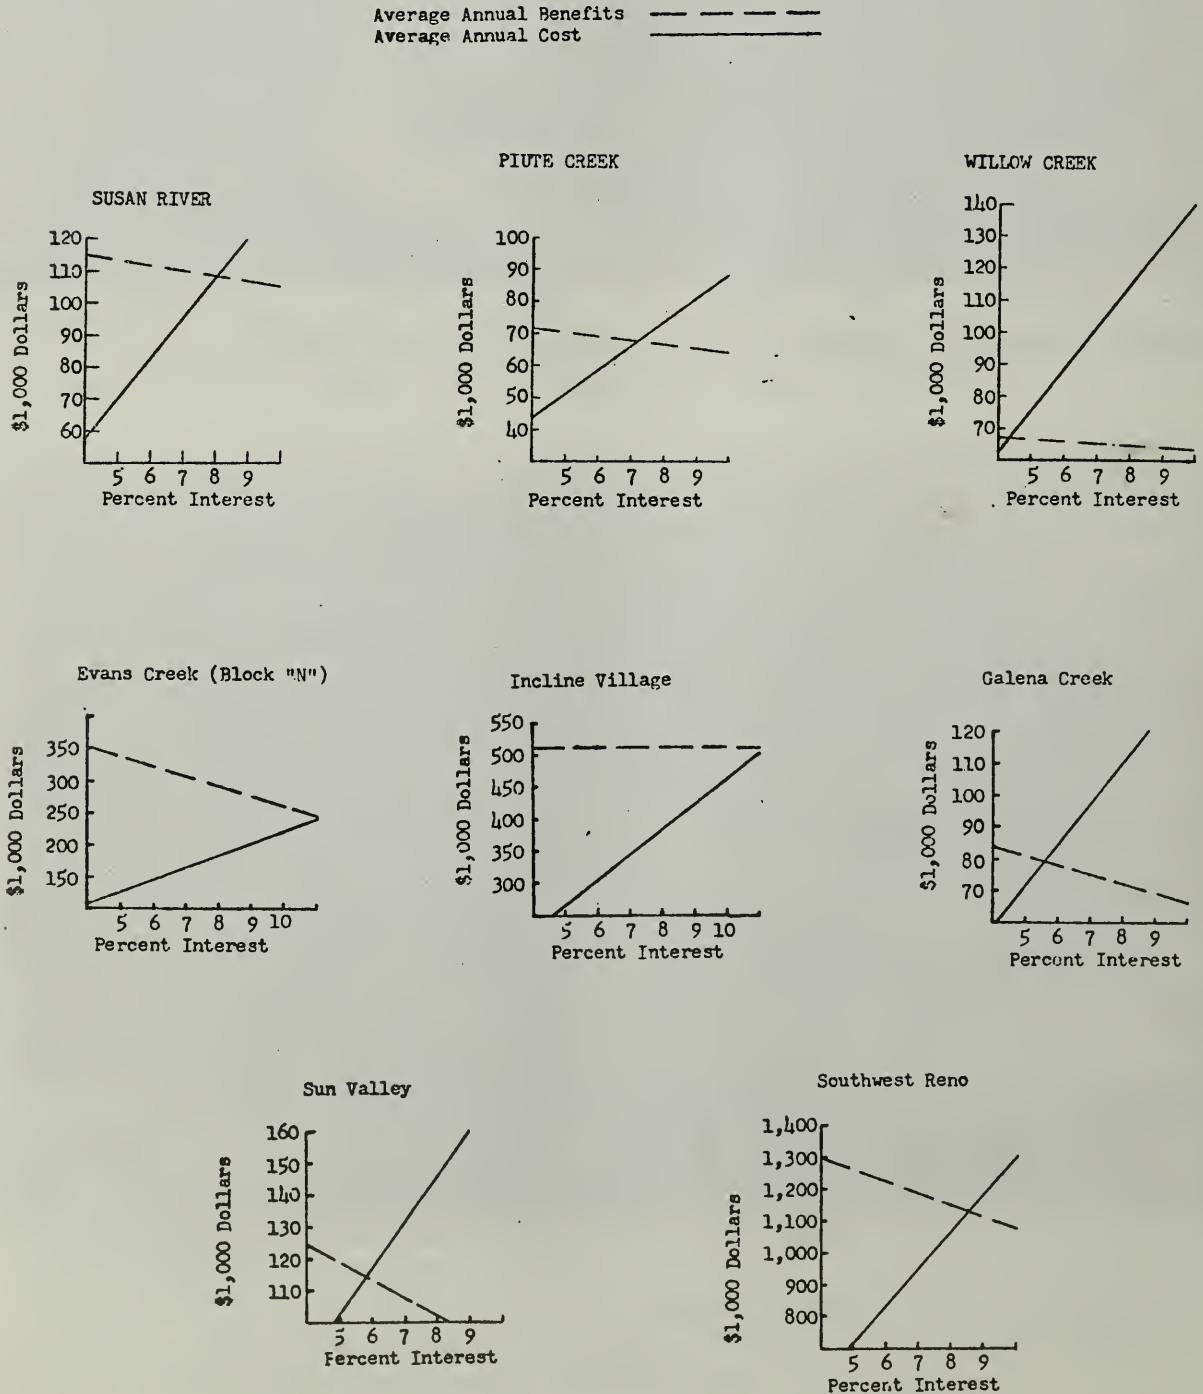 Average Annual Benefits
Average Annual Cost
SUSAN RIVER
120
110
100
90
80
70
60
$1,000 Dollars
5 6 7 8 9
Percent Interest
PIUTE CREEK
100
90
80
70
60
50
40
$1,000 Dollars
5 6 7 8 9
Percent Interest
WILLOW CREEK
140
130
120
110
100
90
80
70
$1,000 Dollars
5 6 7 8 9
Percent Interest
Evans Creek (Block "N")
350
300
250
200
150
$1,000 Dollars
5 6 7 8 9 10
Percent Interest
Incline Village
550
500
450
400
350
300
$1,000 Dollars
5 6 7 8 9 10
Percent Interest
Galena Creek
120
110
100
90
80
70
$1,000 Dollars
5 6 7 8 9
Percent Interest
Sun Valley
160
150
140
130
120
110
$1,000 Dollars
5 6 7 8 9
Percent Interest
Southwest Reno
1,400
1,300
1,200
1,100
1,000
900
800
$1,000 Dollars
5 6 7 8 9
Percent Interest